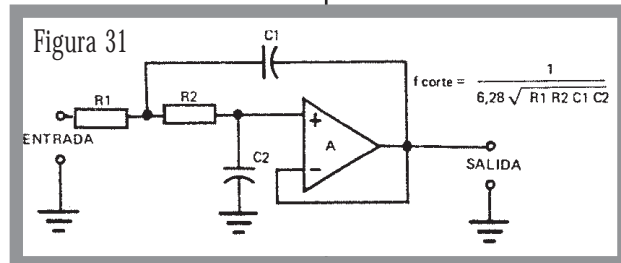 Figura 31
C1
f corte = 1
6,28 √ R1 R2 C1 C2
R1
R2
+
ENTRADA
A
C2
-
SALIDA